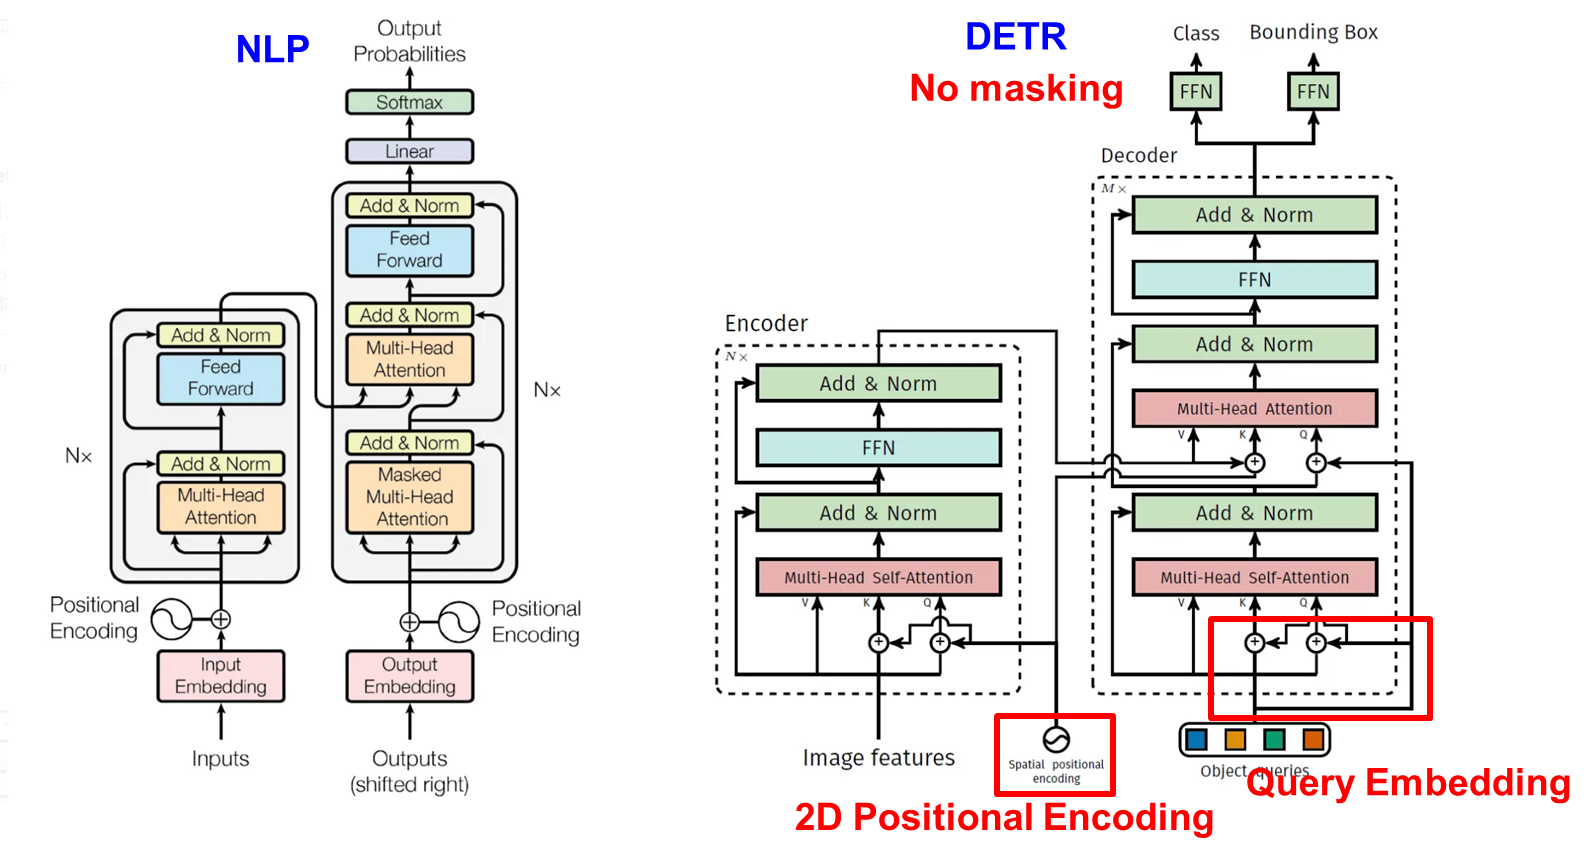 NLP
Output
Probabilities
Softmax
Linear
Add & Norm
Feed
Forward
Add & Norm
Multi-Head
Attention
N×
Add & Norm
Masked
Multi-Head
Attention
Add & Norm
Feed
Forward
N×
Add & Norm
Multi-Head
Attention
Positional
Encoding
Positional
Encoding
Input
Embedding
Output
Embedding
Inputs
Outputs
(shifted right)
DETR
No masking
Class
Bounding Box
FFN
FFN
Decoder
M×
Add & Norm
FFN
Add & Norm
Multi-Head Attention
V
K
Q
Add & Norm
Multi-Head Self-Attention
V
K
Q
Encoder
N×
Add & Norm
FFN
Add & Norm
Multi-Head Self-Attention
V
K
Q
Image features
Spatial positional
encoding
Object queries
2D Positional Encoding
Query Embedding